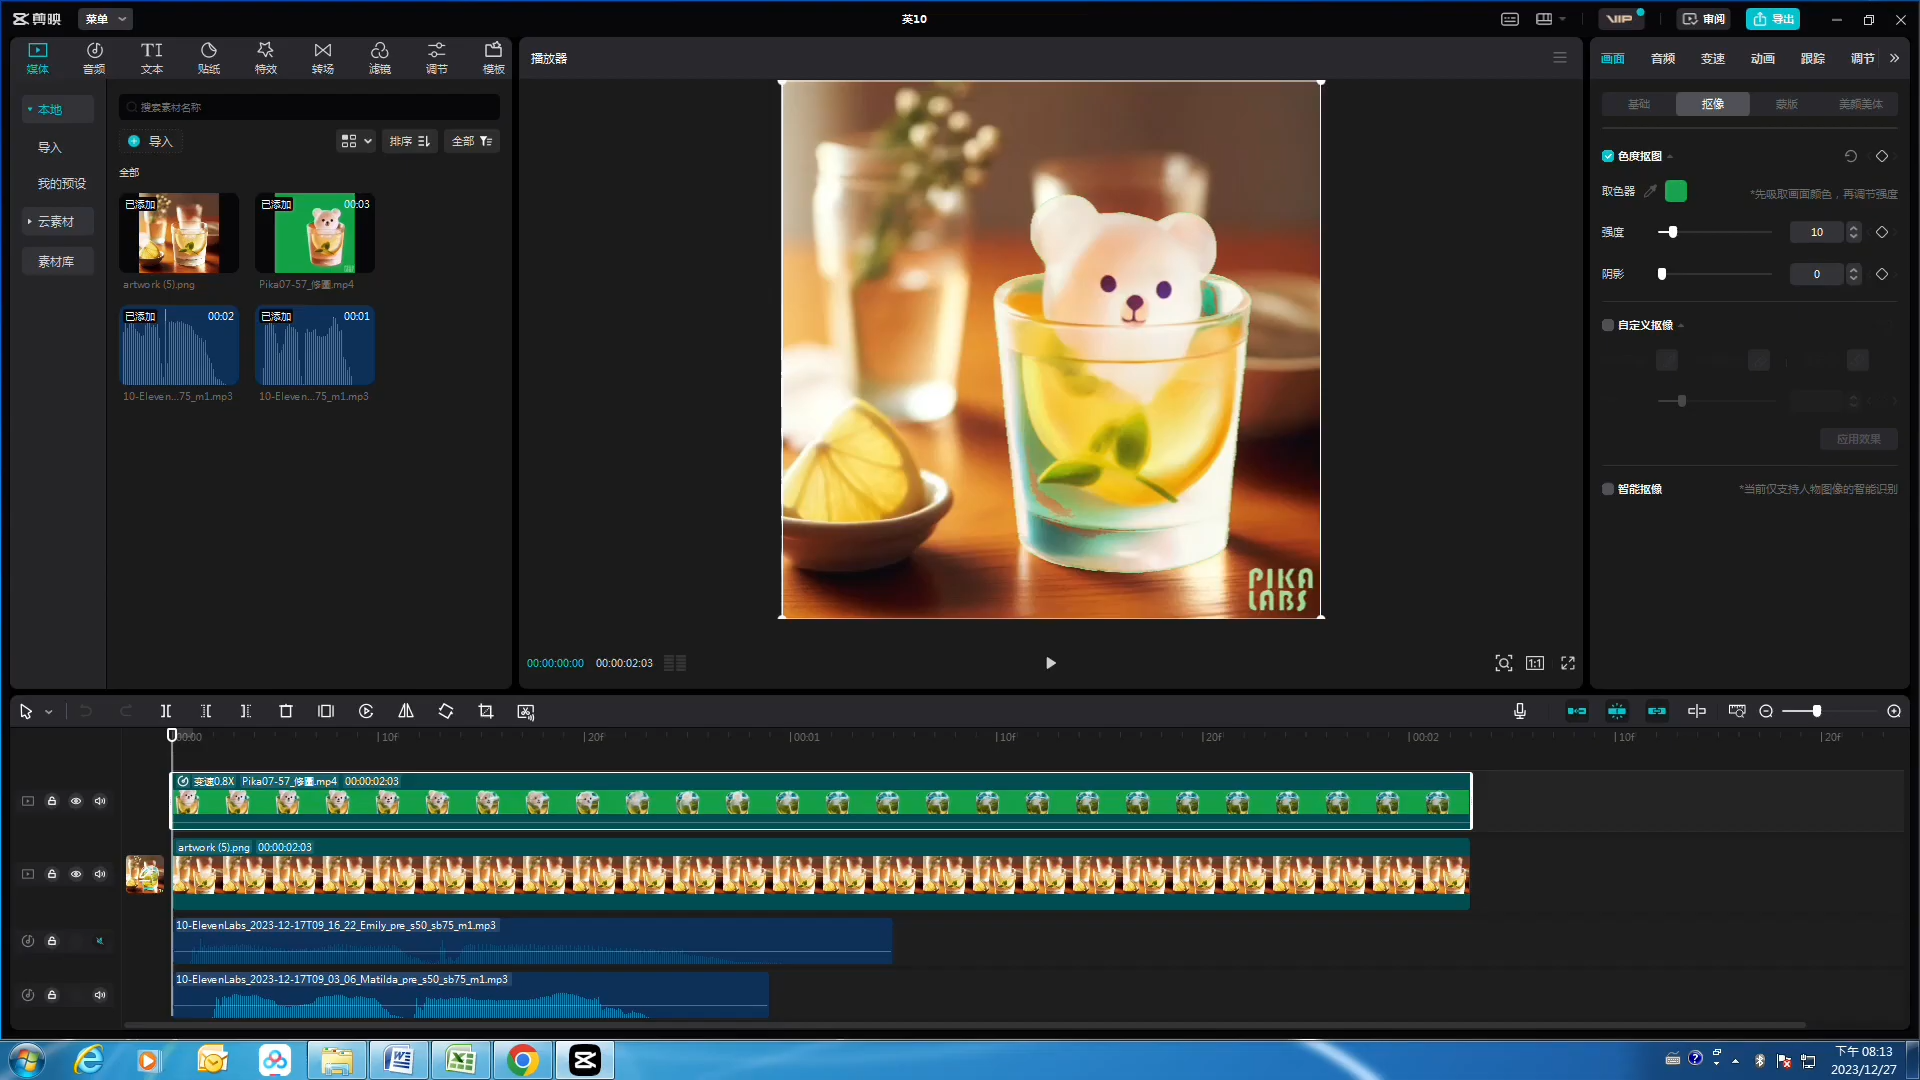 剪映
菜单
英10
VIP
审阅
导出
媒体
音频
TI
文本
贴纸
特效
转场
滤镜
调节
模板
本地
导入
我的预设
云素材
素材库
搜索素材名称
导入
排序
全部
全部
已添加
已添加
00:03
artwork (5).png
Pika07-57_修圖.mp4
已添加
00:02
已添加
00:01
10-Eleven...75_m1.mp3
10-Eleven...75_m1.mp3
播放器
PIKA
LABS
00:00:00:00
00:00:02:03
1:1
画面
音频
变速
动画
跟踪
调节
基础
抠像
蒙版
美颜美体
色度抠图
取色器
*先吸取画面颜色，再调节强度
强度
10
阴影
0
自定义抠像
应用效果
智能抠像
*当前仅支持人物图像的智能识别
00:00
10f
20f
00:01
10f
20f
00:02
10f
20f
变速0.8X
Pika07-57_修圖.mp4
00:00:02:03
artwork (5).png
00:00:02:03
10-ElevenLabs_2023-12-17T09_16_22_Emily_pre_s50_sb75_m1.mp3
10-ElevenLabs_2023-12-17T09_03_06_Matilda_pre_s50_sb75_m1.mp3
下午 08:13
2023/12/27